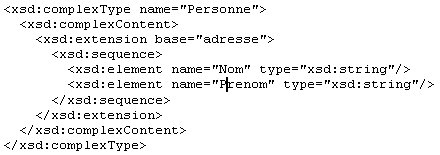 <xsd:complexType name="Personne">
  <xsd:complexContent>
    <xsd:extension base="adresse">
      <xsd:sequence>
        <xsd:element name="Nom" type="xsd:string"/>
        <xsd:element name="Prenom" type="xsd:string"/>
      </xsd:sequence>
    </xsd:extension>
  </xsd:complexContent>
</xsd:complexType>